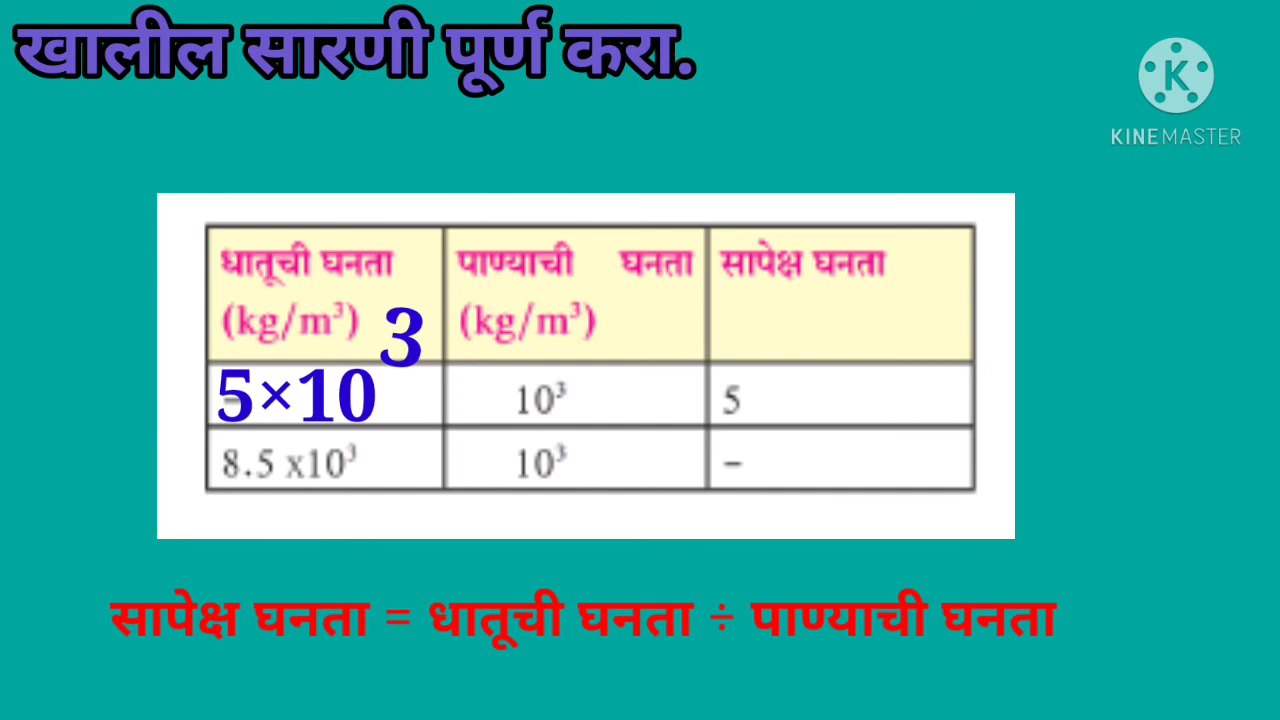 खालील सारणी पूर्ण करा.
K
KINEMASTER
धातूची घनता (kg/m³) पाण्याची घनता (kg/m³) सापेक्ष घनता
5×10³ 10³ 5
8.5 x10³ 10³ –
सापेक्ष घनता = धातूची घनता ÷ पाण्याची घनता